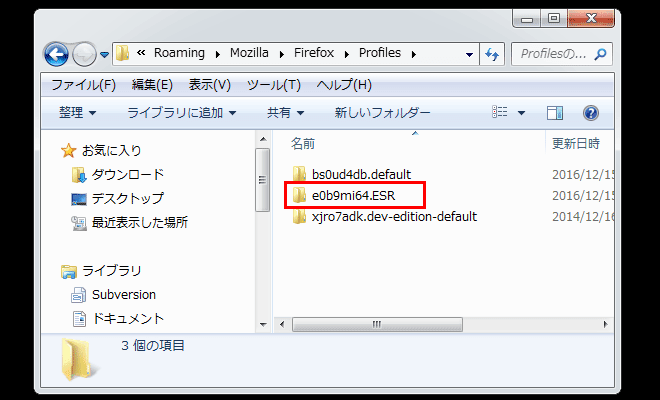 « Roaming ▸ Mozilla ▸ Firefox ▸ Profiles ▸
Profilesの...
ファイル(F) 編集(E) 表示(V) ツール(T) ヘルプ(H)
整理 ライブラリに追加 共有 新しいフォルダー
お気に入り
ダウンロード
デスクトップ
最近表示した場所
ライブラリ
Subversion
ドキュメント
名前 更新日時
bs0ud4db.default 2016/12/15
e0b9mi64.ESR 2016/12/15
xjro7adk.dev-edition-default 2014/12/16
3 個の項目